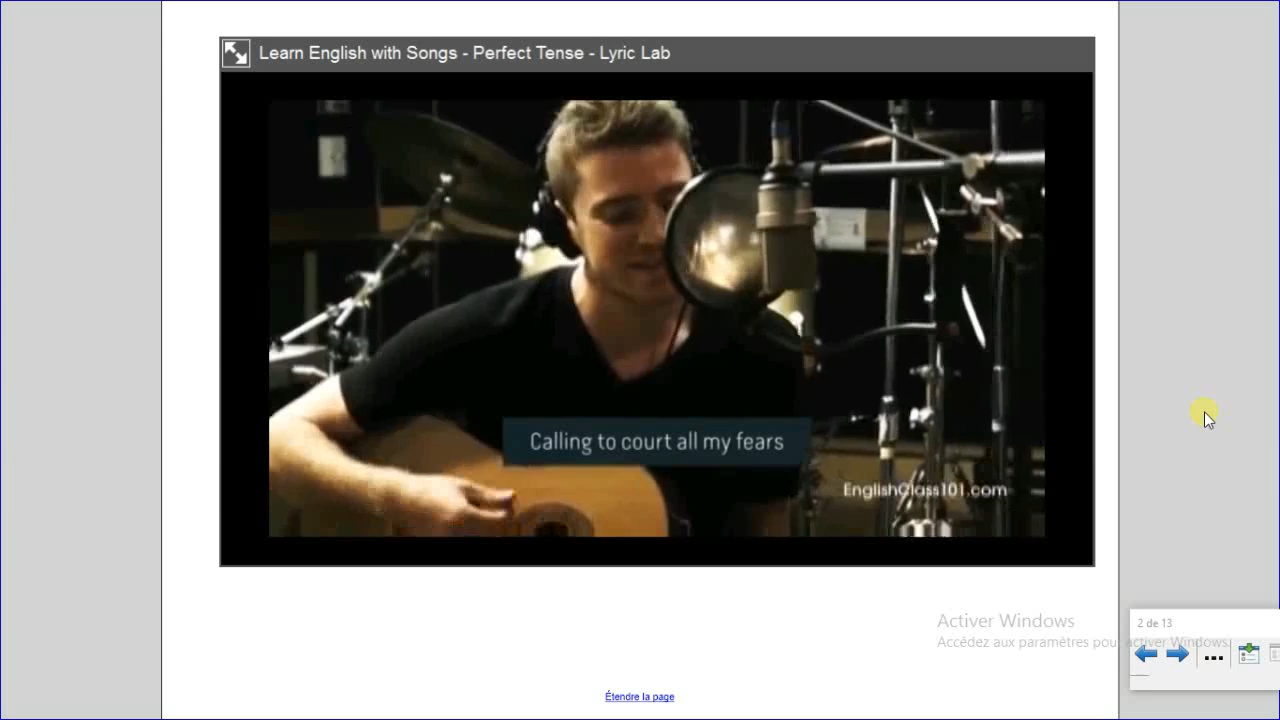 Learn English with Songs - Perfect Tense - Lyric Lab
Calling to court all my fears
EnglishClass101.com
Activer Windows
Accédez aux paramètres pour activer Windows.
2 de 13
Étendre la page